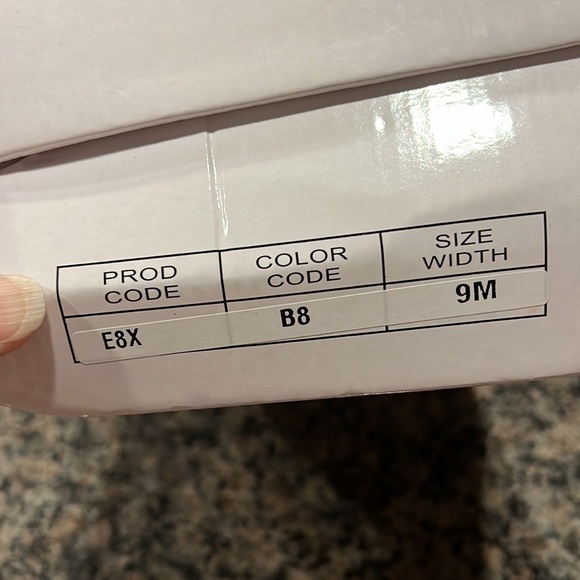 PROD CODE
COLOR CODE
SIZE WIDTH
E8X
B8
9M